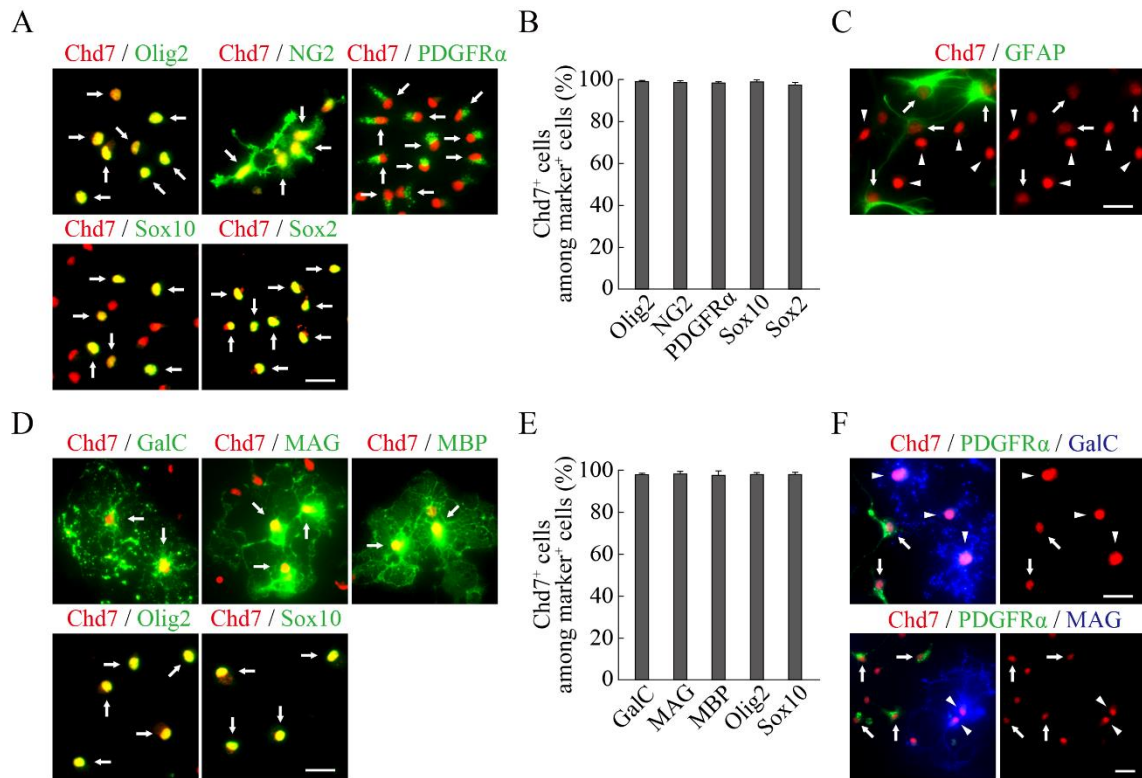 A
Chd7 / Olig2
Chd7 / NG2
Chd7 / PDGFRα
Chd7 / Sox10
Chd7 / Sox2
B
Chd7⁺ cells
among marker⁺ cells (%)
100
80
60
40
20
0
Olig2
NG2
PDGFRα
Sox10
Sox2
C
Chd7 / GFAP
D
Chd7 / GalC
Chd7 / MAG
Chd7 / MBP
Chd7 / Olig2
Chd7 / Sox10
E
Chd7⁺ cells
among marker⁺ cells (%)
100
80
60
40
20
0
GalC
MAG
MBP
Olig2
Sox10
F
Chd7 / PDGFRα / GalC
Chd7 / PDGFRα / MAG